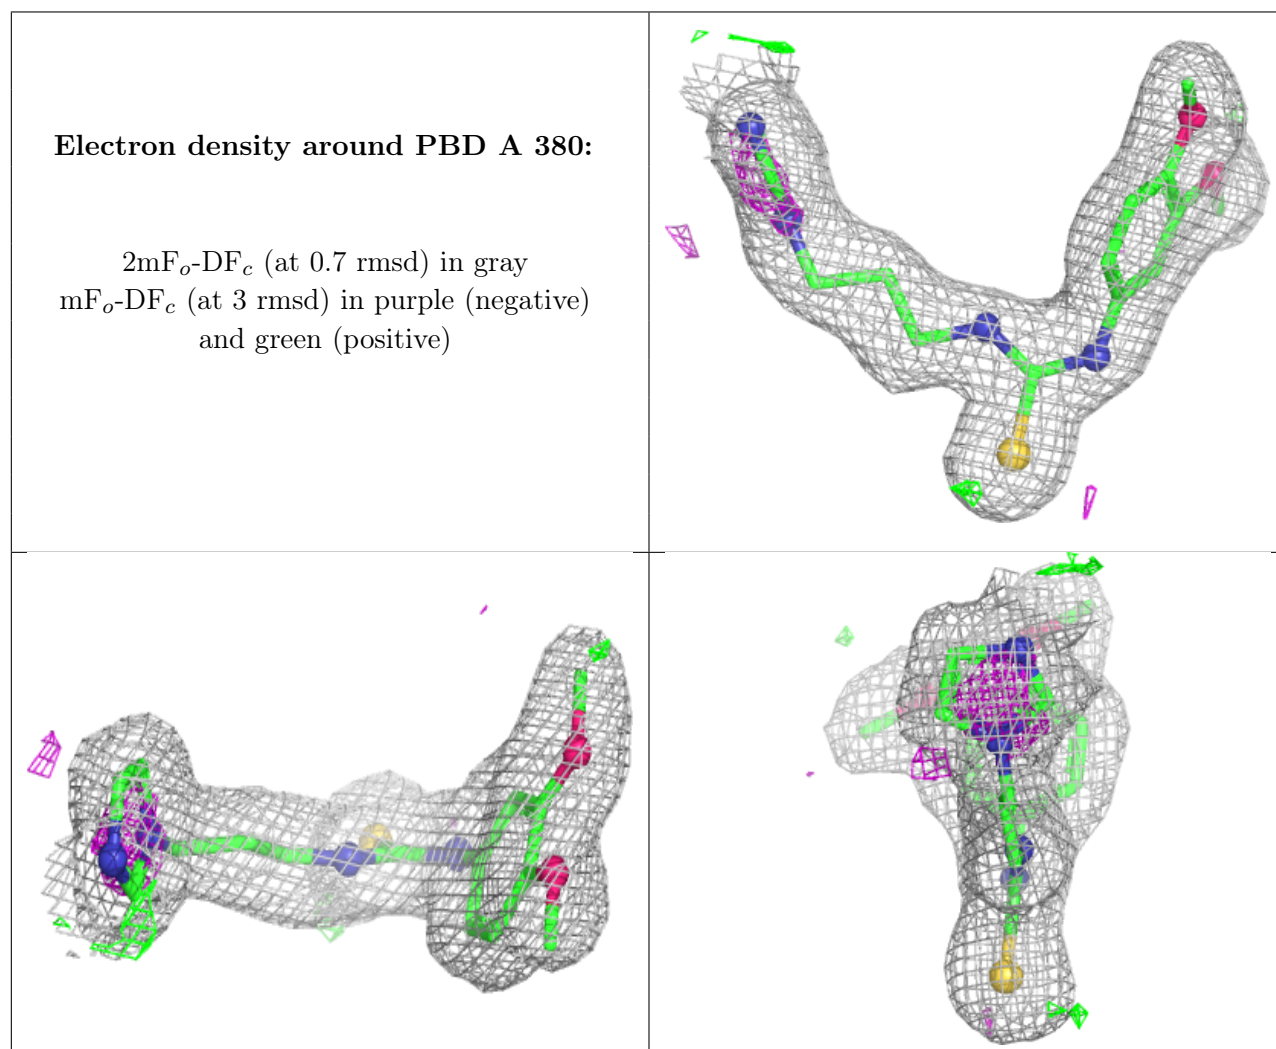 Electron density around PBD A 380:
2mFo-DFc (at 0.7 rmsd) in gray
mFo-DFc (at 3 rmsd) in purple (negative)
and green (positive)